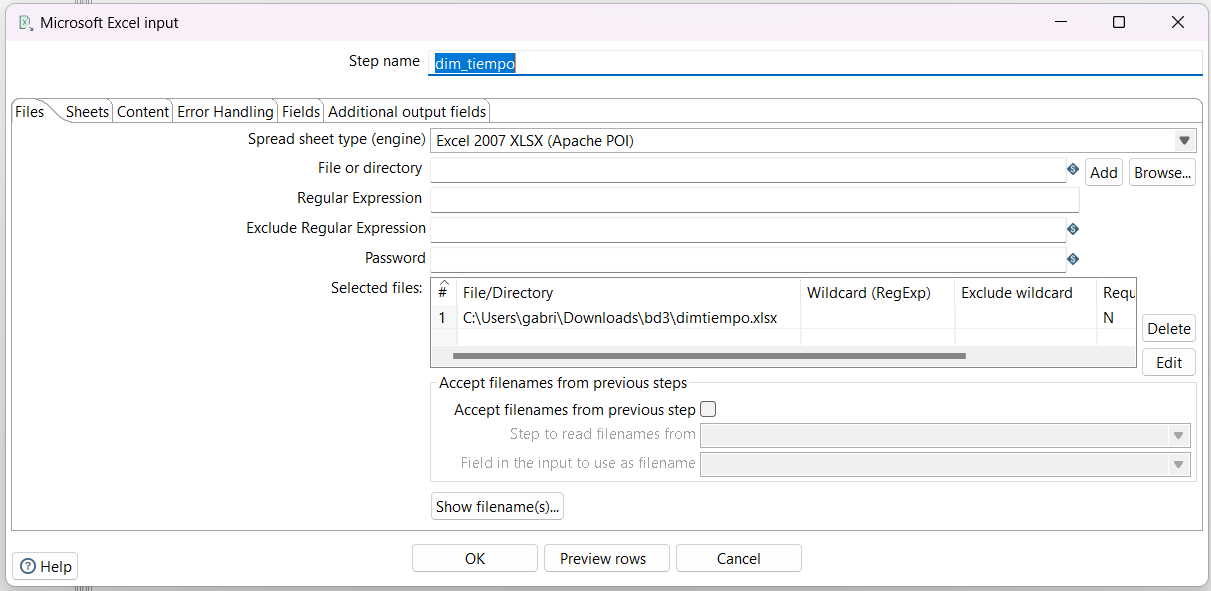 Microsoft Excel input
Step name dim_tiempo
Files Sheets Content Error Handling Fields Additional output fields
Spread sheet type (engine) Excel 2007 XLSX (Apache POI)
File or directory Add Browse...
Regular Expression
Exclude Regular Expression
Password
Selected files: # File/Directory Wildcard (RegExp) Exclude wildcard Requ
1 C:\Users\gabri\Downloads\bd3\dimtiempo.xlsx N
Delete
Edit
Accept filenames from previous steps
Accept filenames from previous step
Step to read filenames from
Field in the input to use as filename
Show filename(s)...
OK Preview rows Cancel
Help